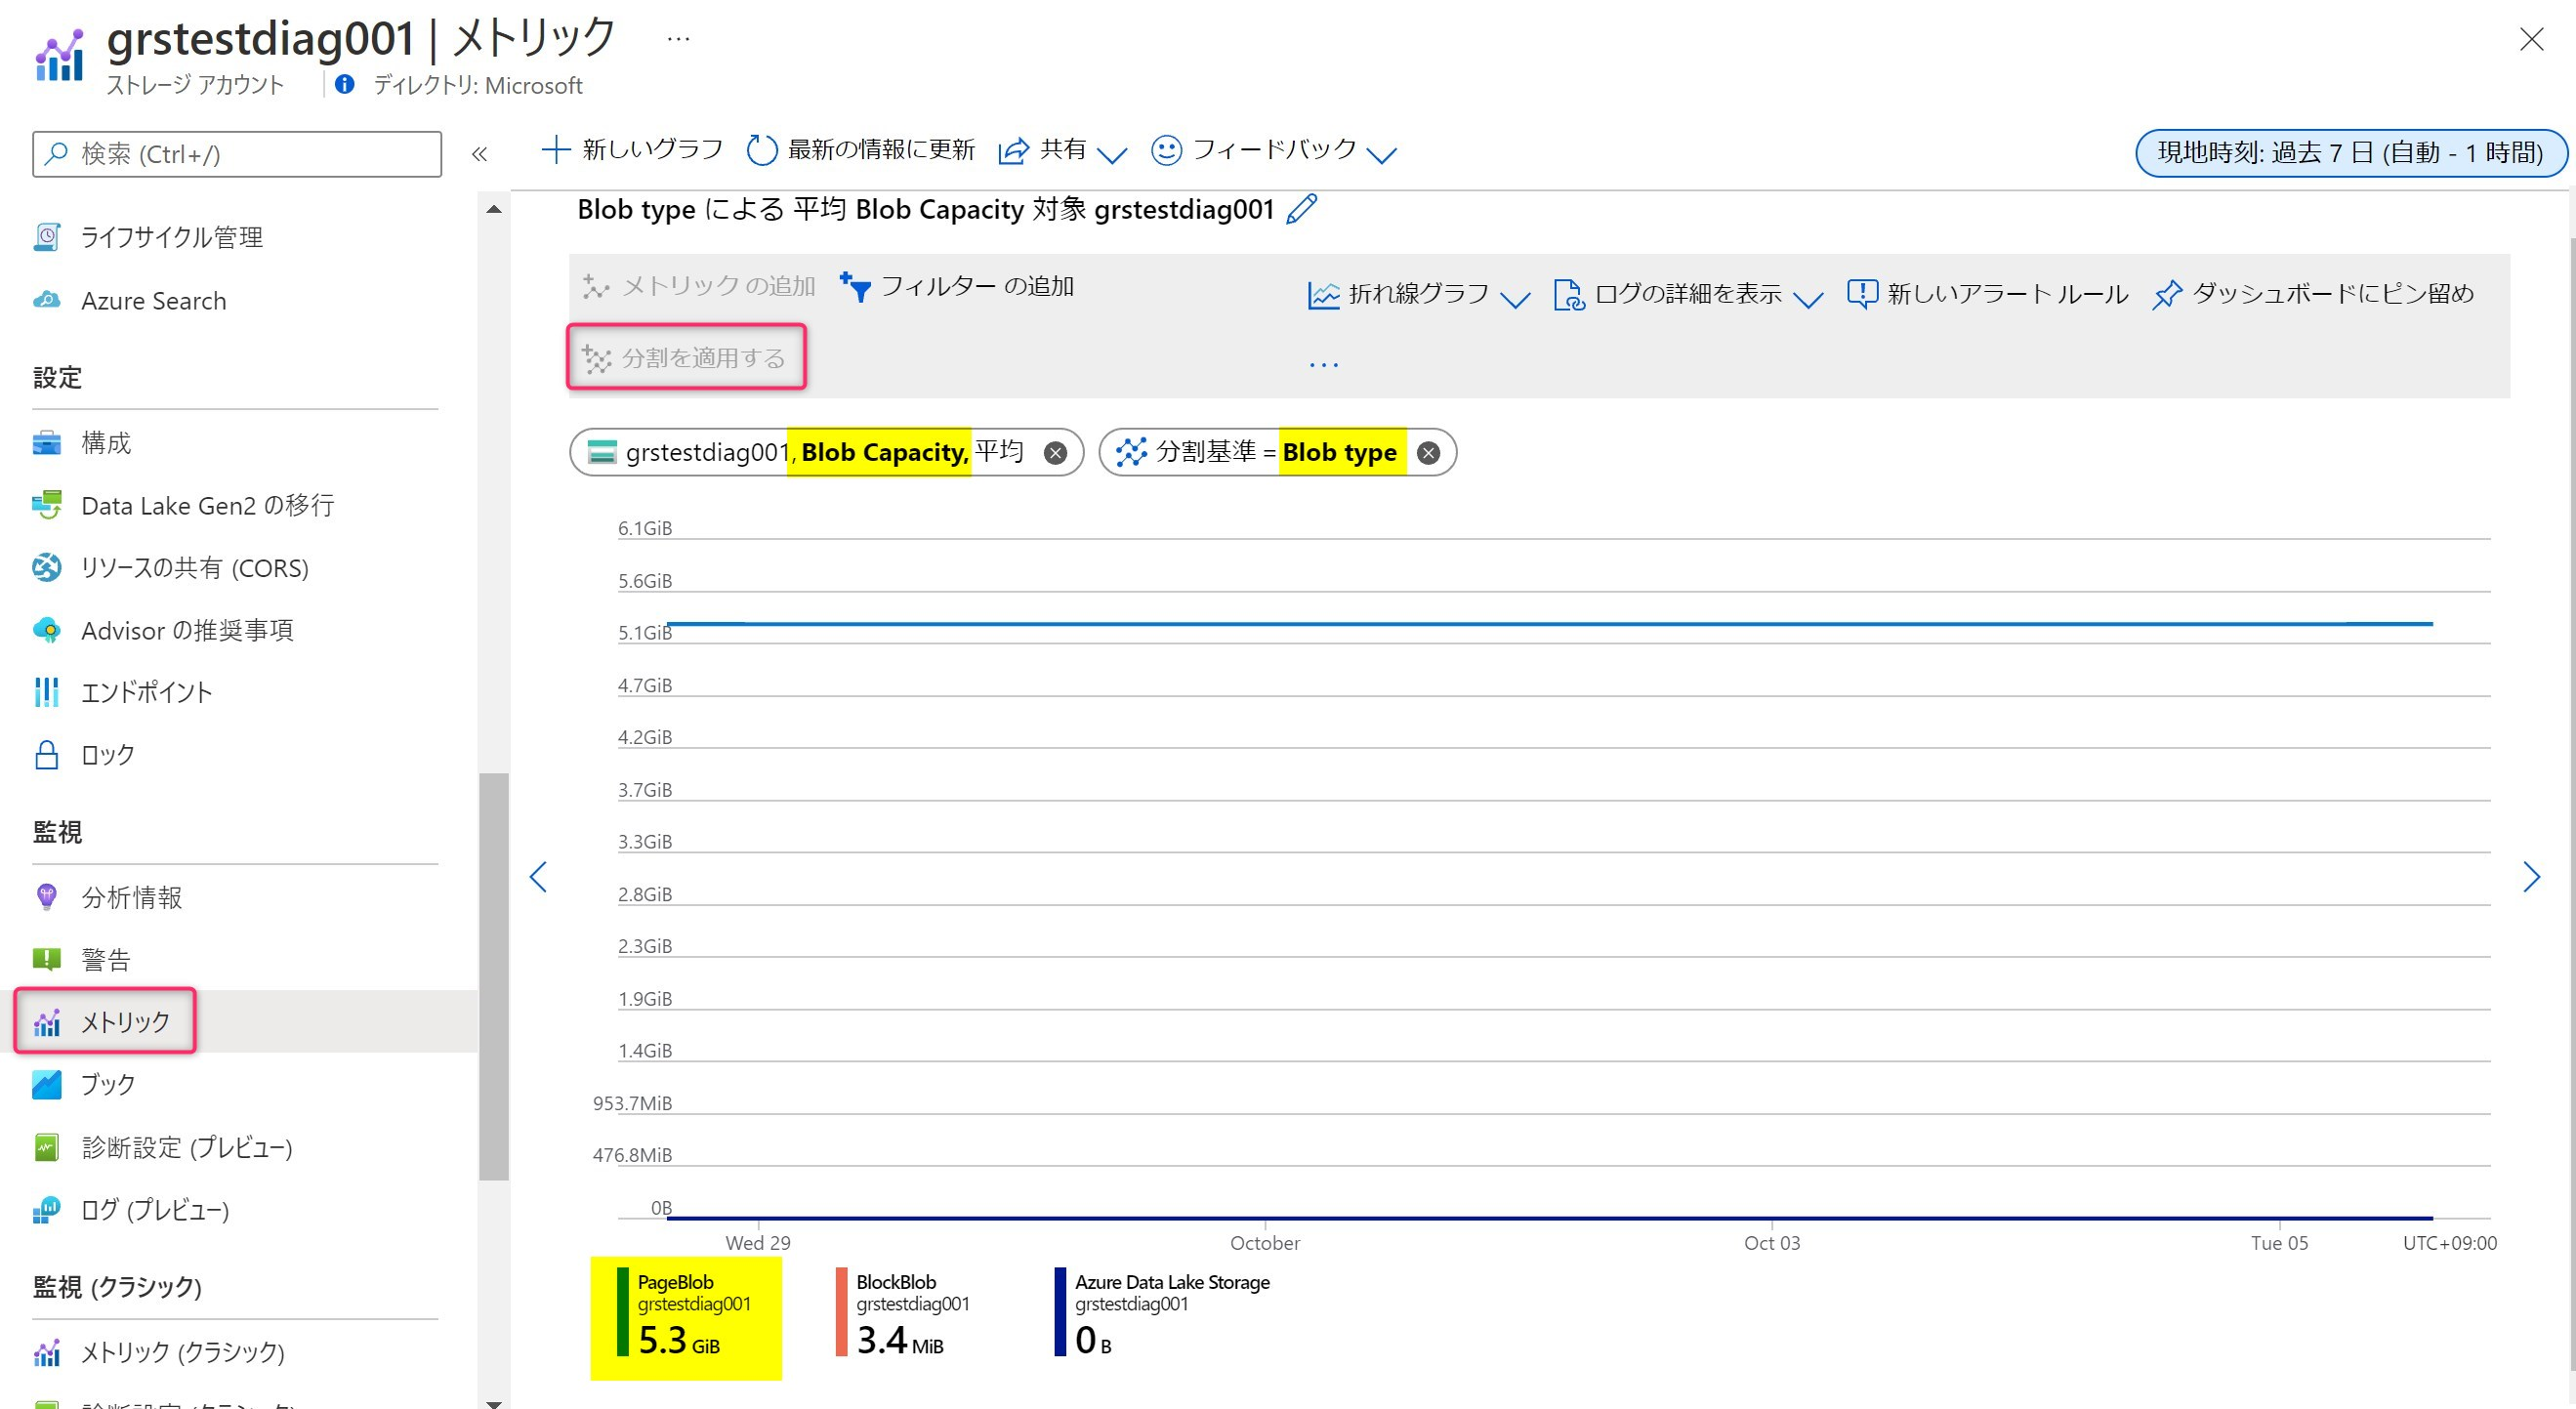 grstestdiag001 | メトリック ...
ストレージ アカウント ディレクトリ: Microsoft
検索 (Ctrl+/)
«
ライフサイクル管理
Azure Search
設定
構成
Data Lake Gen2 の移行
リソースの共有 (CORS)
Advisor の推奨事項
エンドポイント
ロック
監視
分析情報
警告
メトリック
ブック
診断設定 (プレビュー)
ログ (プレビュー)
監視 (クラシック)
メトリック (クラシック)
診断設定 (クラシック)
新しいグラフ 最新の情報に更新 共有 フィードバック
現地時刻: 過去 7 日 (自動 - 1 時間)
Blob type による 平均 Blob Capacity 対象 grstestdiag001
メトリック の追加 フィルター の追加 折れ線グラフ ログの詳細を表示 新しいアラート ルール ダッシュボードにピン留め
分割を適用する ...
grstestdiag001, Blob Capacity, 平均 分割基準 = Blob type
6.1GiB
5.6GiB
5.1GiB
4.7GiB
4.2GiB
3.7GiB
3.3GiB
2.8GiB
2.3GiB
1.9GiB
1.4GiB
953.7MiB
476.8MiB
0B
Wed 29 October Oct 03 Tue 05 UTC+09:00
PageBlob
grstestdiag001
5.3 GiB
BlockBlob
grstestdiag001
3.4 MiB
Azure Data Lake Storage
grstestdiag001
0 B